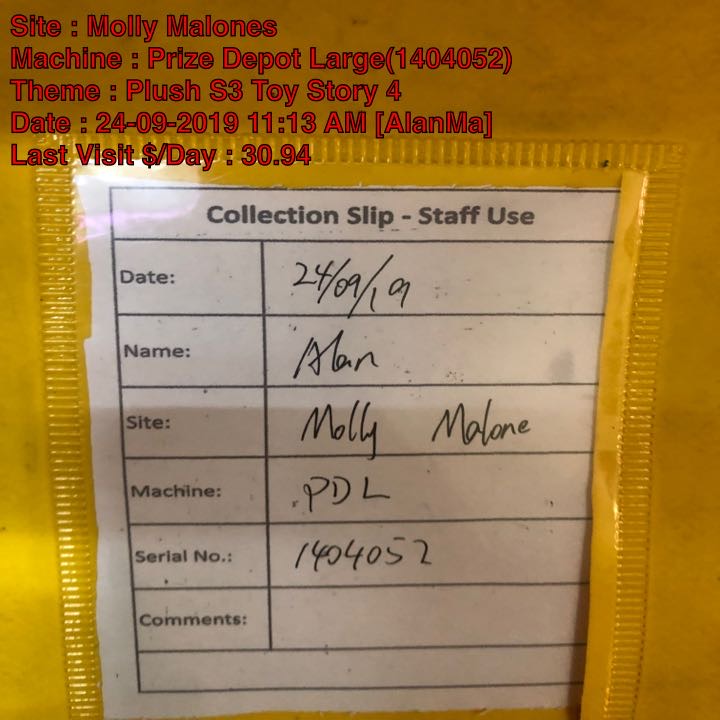 Site : Molly Malones
Machine : Prize Depot Large(1404052)
Theme : Plush S3 Toy Story 4
Date : 24-09-2019 11:13 AM [AlanMa]
Last Visit $/Day : 30.94
Collection Slip - Staff Use
Date: 24/09/19
Name: Alan
Site: Molly Malone
Machine: PDL
Serial No.: 1404052
Comments: